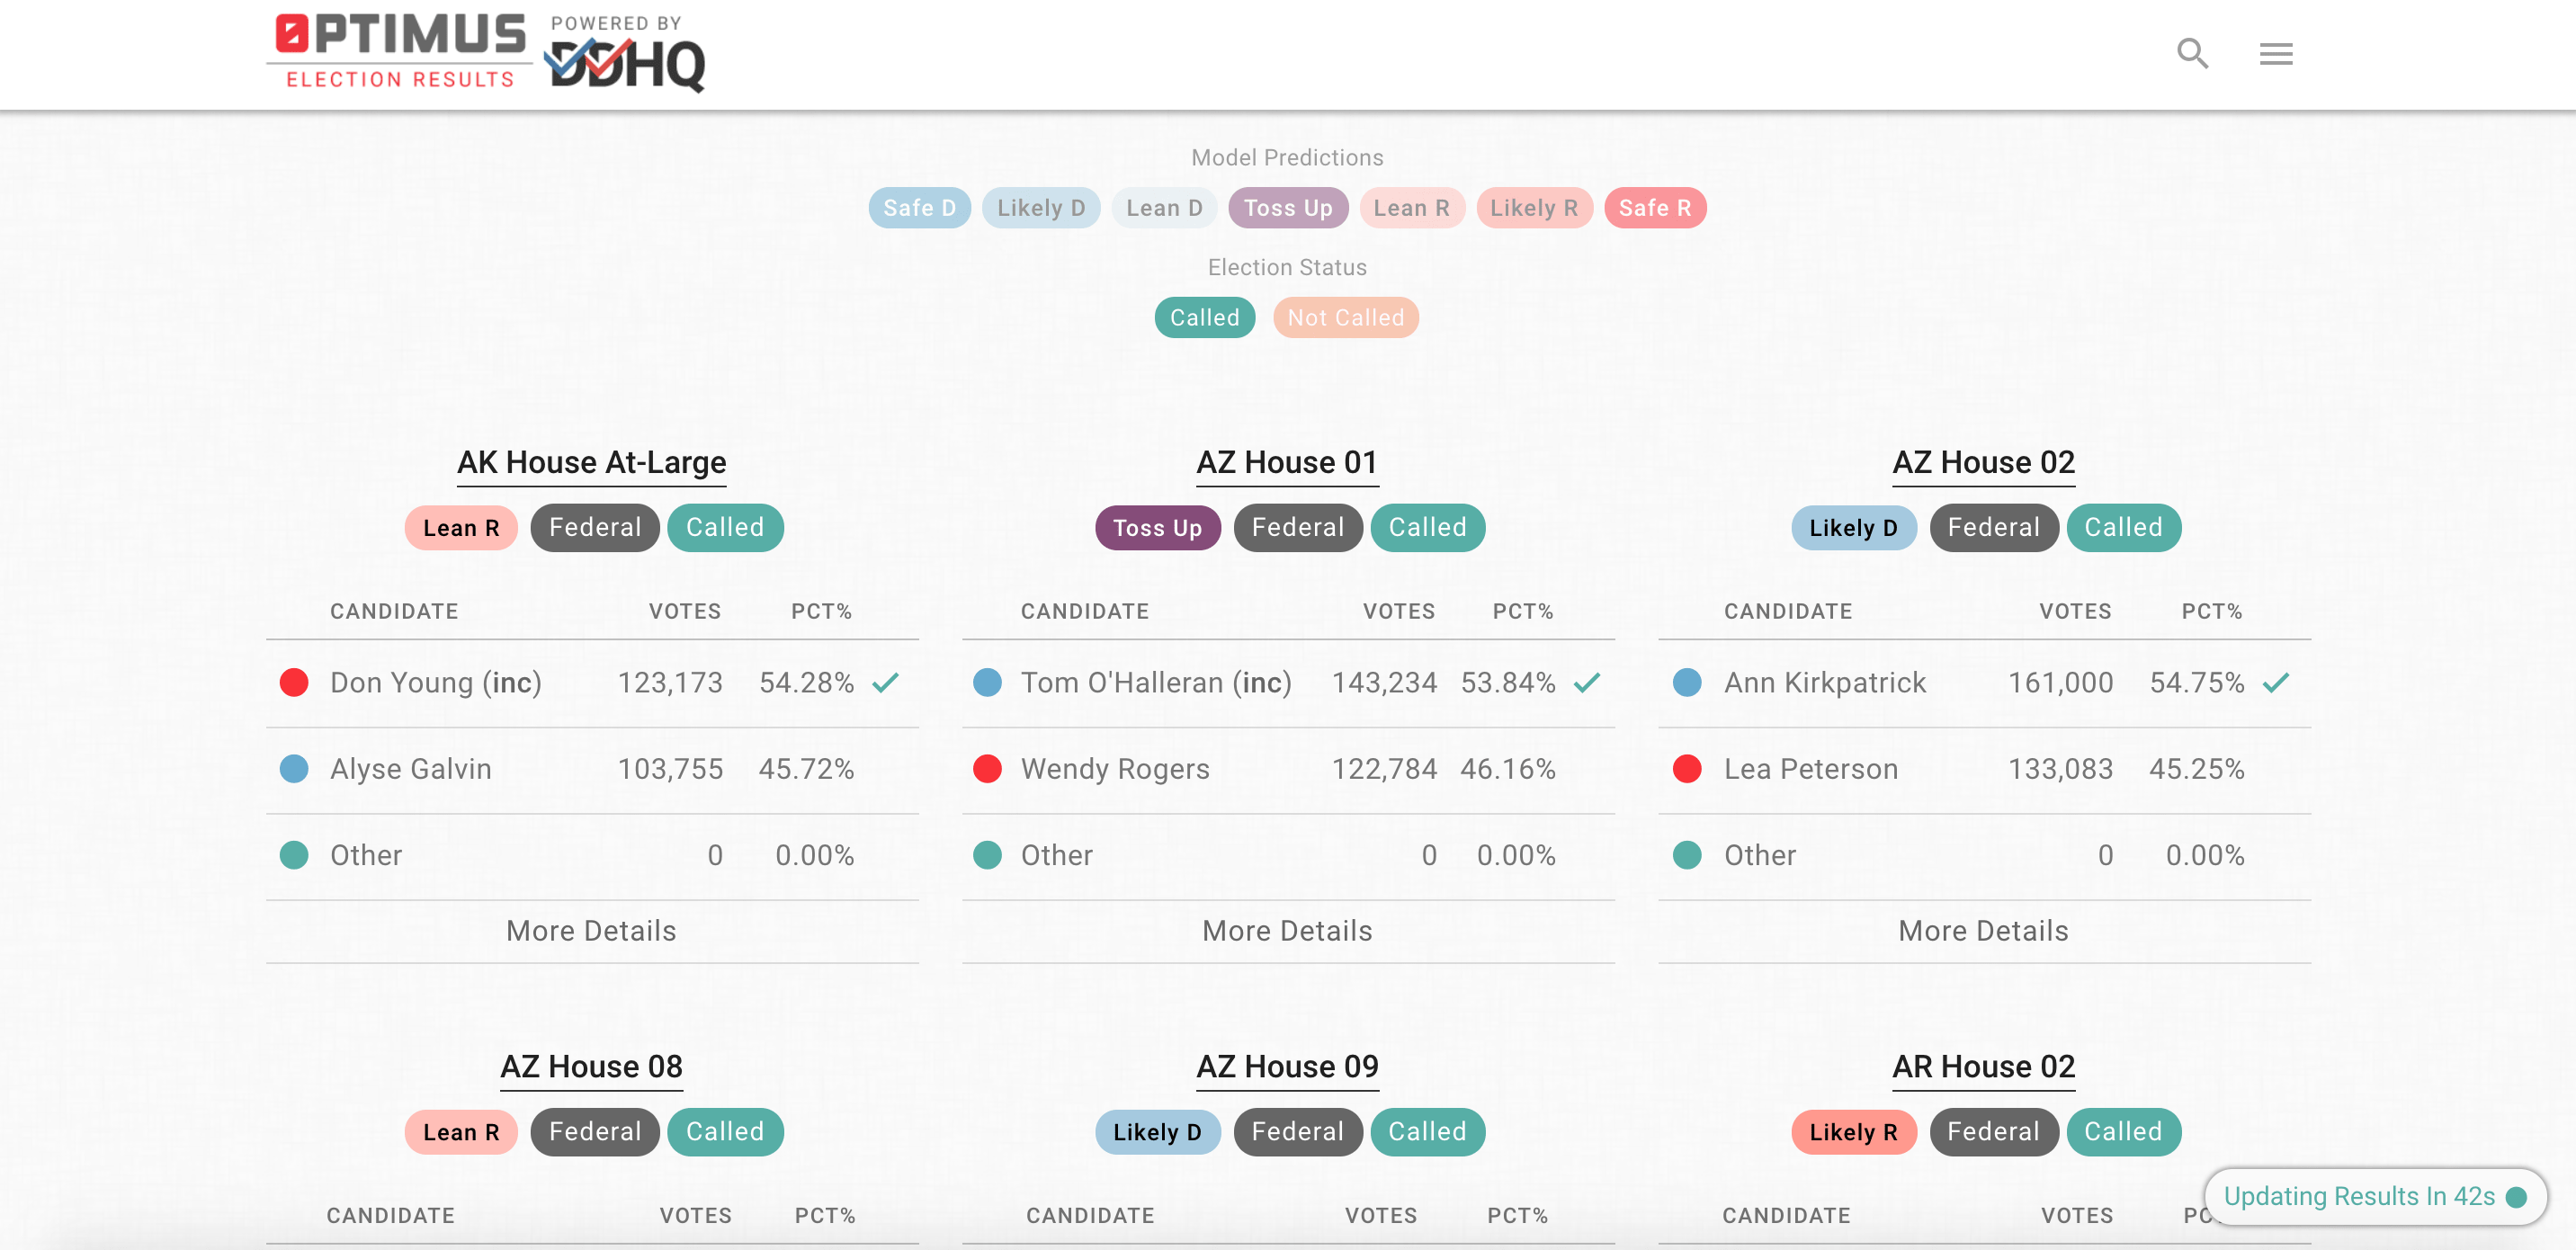 OPTIMUS
ELECTION RESULTS
POWERED BY
DDHQ
Model Predictions
Safe D Likely D Lean D Toss Up Lean R Likely R Safe R
Election Status
Called Not Called
AK House At-Large
Lean R Federal Called
CANDIDATE VOTES PCT%
Don Young (inc) 123,173 54.28%
Alyse Galvin 103,755 45.72%
Other 0 0.00%
More Details
AZ House 01
Toss Up Federal Called
CANDIDATE VOTES PCT%
Tom O'Halleran (inc) 143,234 53.84%
Wendy Rogers 122,784 46.16%
Other 0 0.00%
More Details
AZ House 02
Likely D Federal Called
CANDIDATE VOTES PCT%
Ann Kirkpatrick 161,000 54.75%
Lea Peterson 133,083 45.25%
Other 0 0.00%
More Details
AZ House 08
Lean R Federal Called
CANDIDATE VOTES PCT%
AZ House 09
Likely D Federal Called
CANDIDATE VOTES PCT%
AR House 02
Likely R Federal Called
CANDIDATE VOTES
Updating Results In 42s